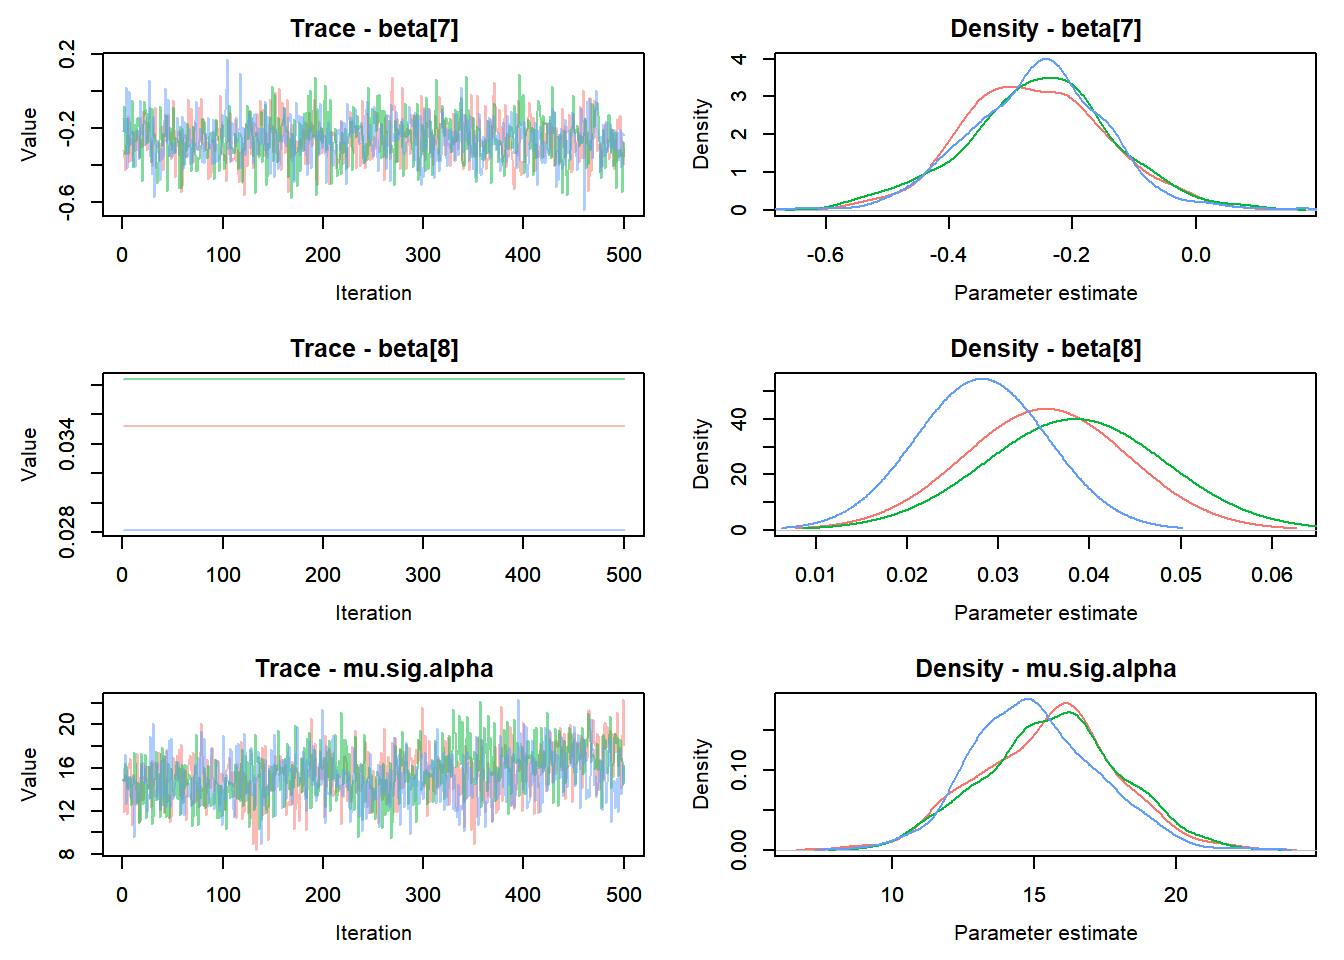 Trace - beta[7]
Value
0.2
-0.2
-0.6
0 100 200 300 400 500
Iteration
Density - beta[7]
Density
4
3
2
1
0
-0.6 -0.4 -0.2 0.0
Parameter estimate
Trace - beta[8]
Value
0.034
0.028
0 100 200 300 400 500
Iteration
Density - beta[8]
Density
40
20
0
0.01 0.02 0.03 0.04 0.05 0.06
Parameter estimate
Trace - mu.sig.alpha
Value
20
16
12
8
0 100 200 300 400 500
Iteration
Density - mu.sig.alpha
Density
0.10
0.00
10 15 20
Parameter estimate